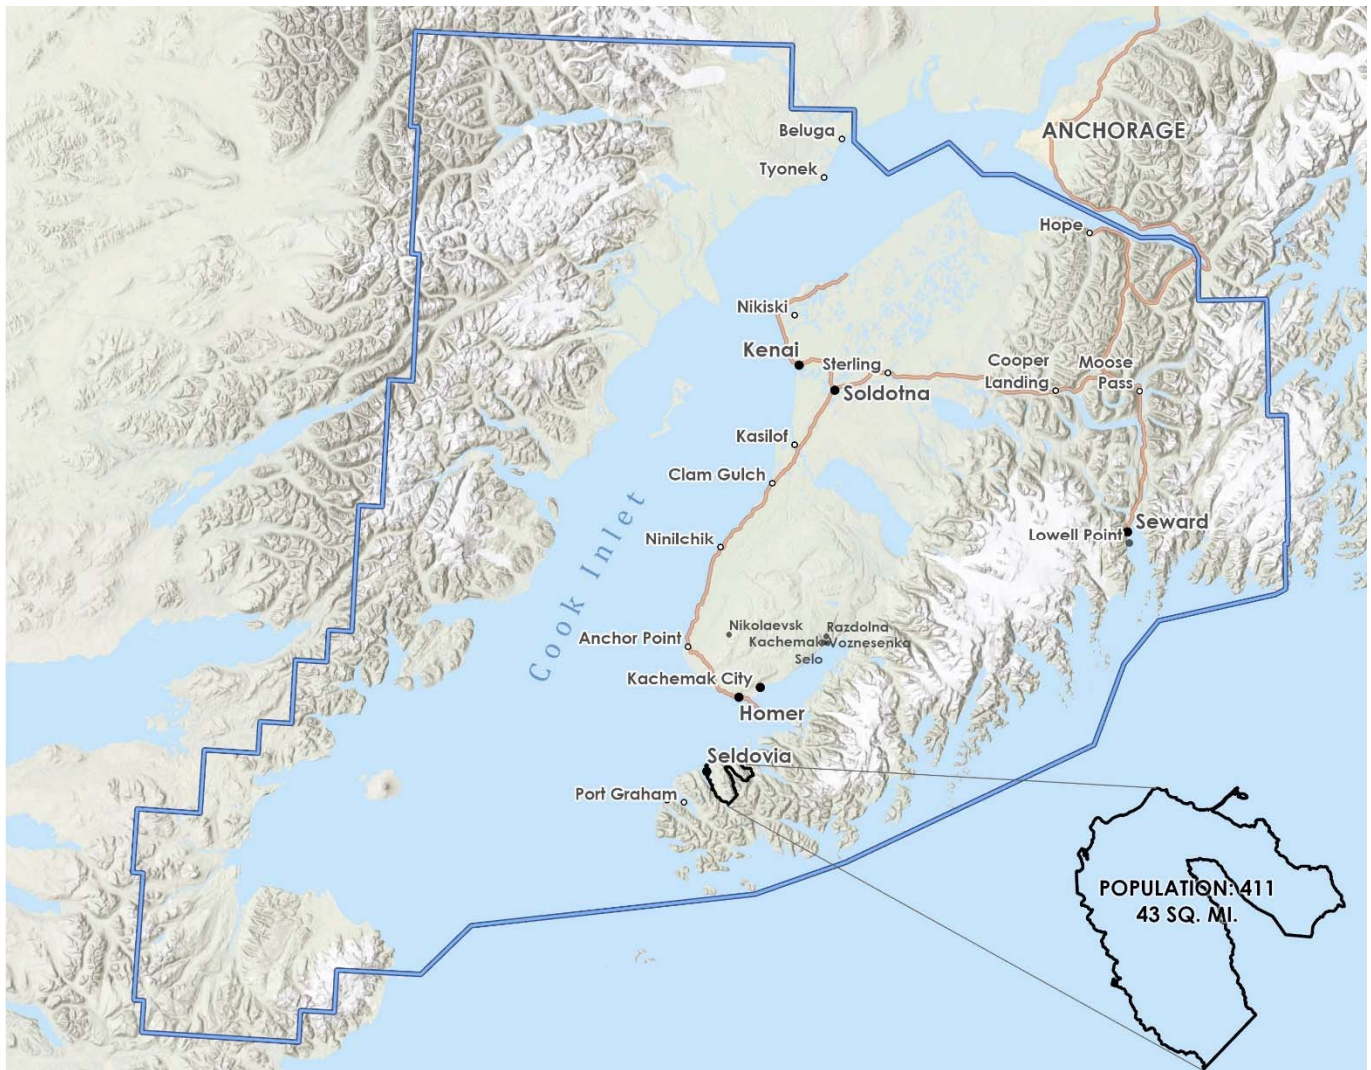 Beluga
ANCHORAGE
Tyonek
Hope
Nikiski
Kenai
Sterling
Cooper
Landing
Moose
Pass
Soldotna
Kasilof
Clam Gulch
Cook Inlet
Seward
Lowell Point
Ninilchik
Nikolaevsk
Razdolna
Anchor Point
Kachemak
Selo
Voznesenka
Kachemak City
Homer
Seldovia
Port Graham
POPULATION: 411
43 SQ. MI.